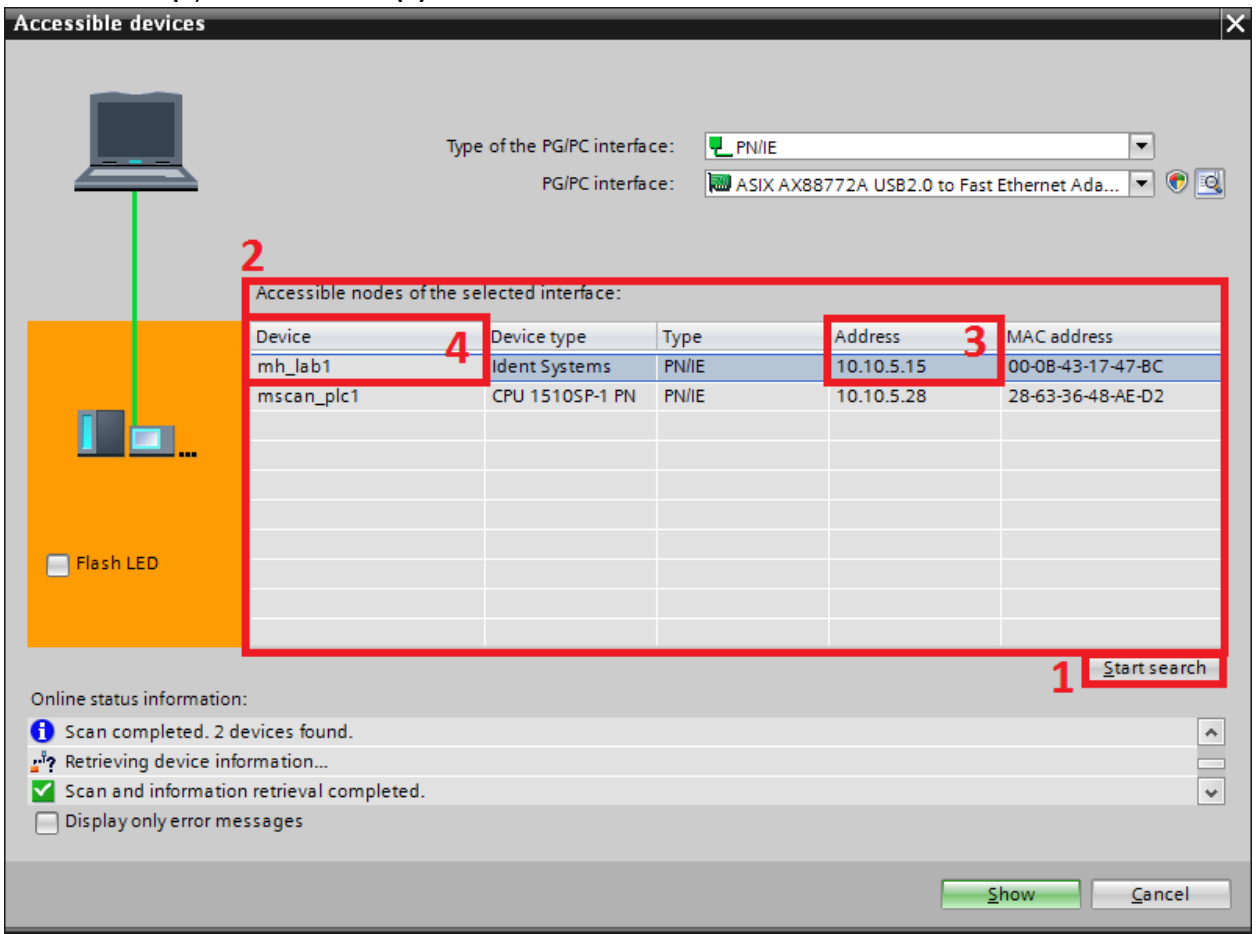 Accessible devices
Type of the PG/PC interface: PN/IE
PG/PC interface: ASIX AX88772A USB2.0 to Fast Ethernet Ada...
2
Accessible nodes of the selected interface:
Device 4 Device type Type Address 3 MAC address
mh_lab1 Ident Systems PN/IE 10.10.5.15 00-0B-43-17-47-BC
mscan_plc1 CPU 1510SP-1 PN PN/IE 10.10.5.28 28-63-36-48-AE-D2
Flash LED
1 Start search
Online status information:
Scan completed. 2 devices found.
Retrieving device information...
Scan and information retrieval completed.
Display only error messages
Show Cancel